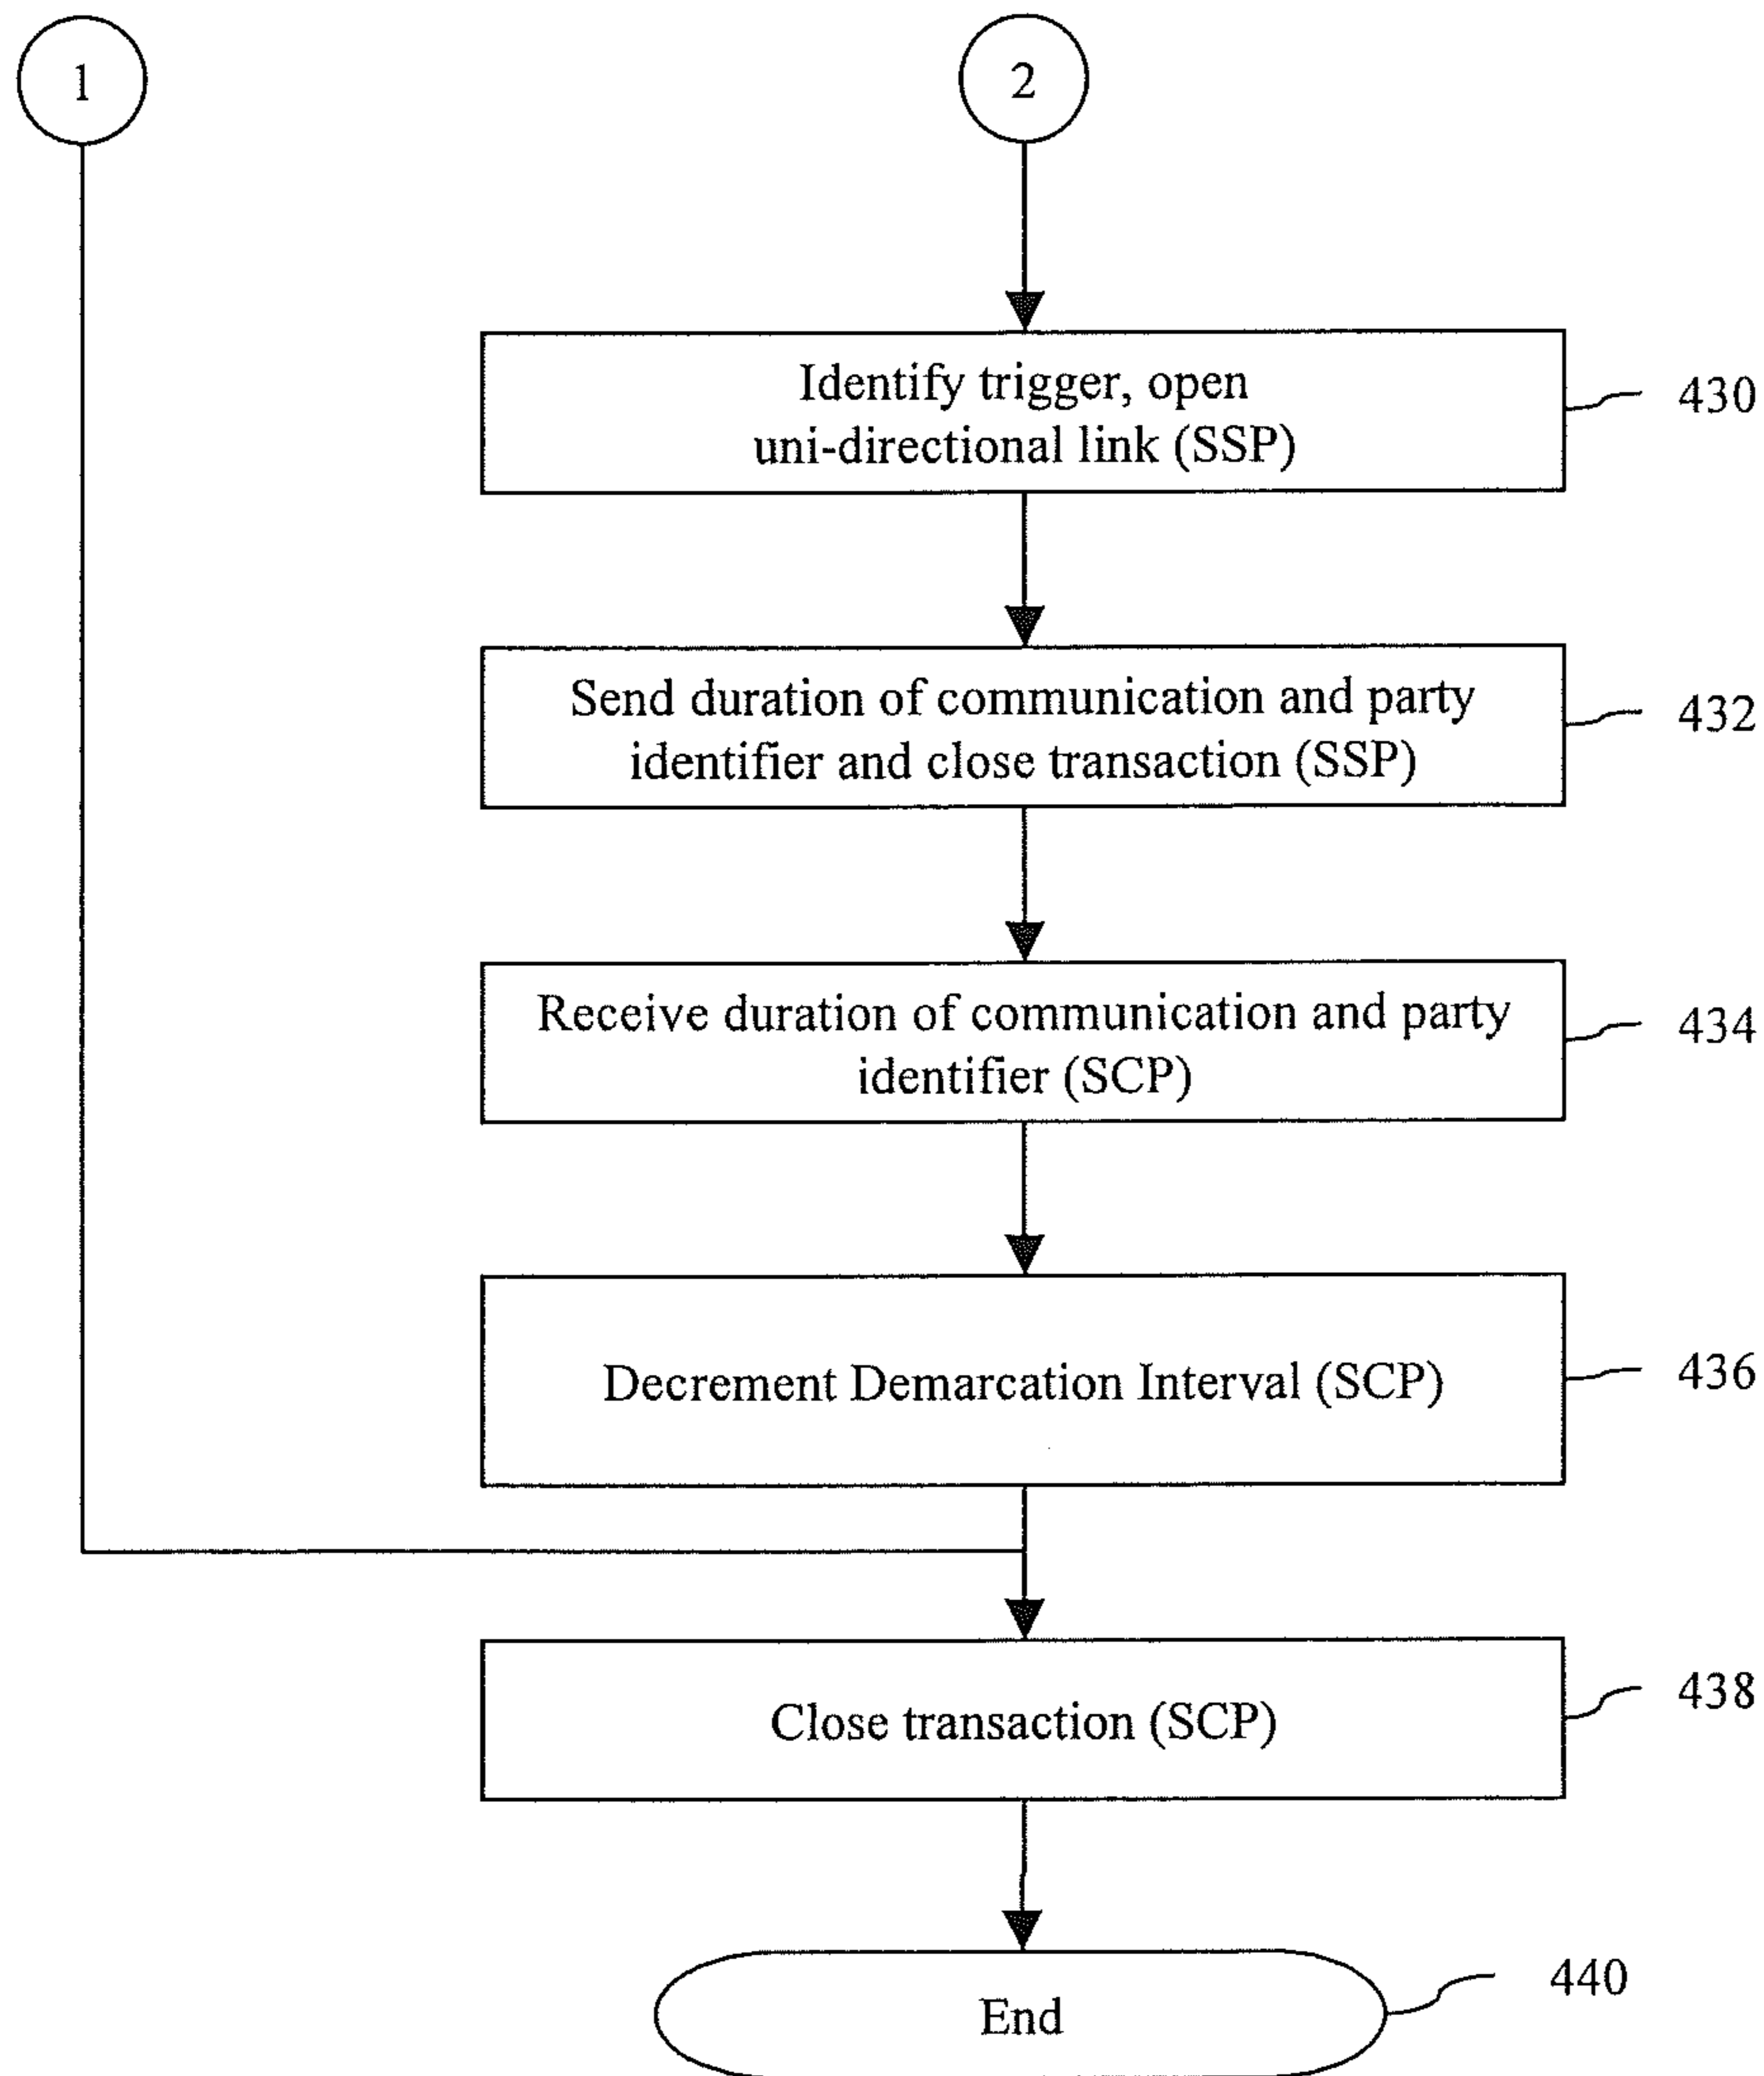 1
2
Identify trigger, open
uni-directional link (SSP)
430
Send duration of communication and party
identifier and close transaction (SSP)
432
Receive duration of communication and party
identifier (SCP)
434
Decrement Demarcation Interval (SCP)
436
Close transaction (SCP)
438
End
440